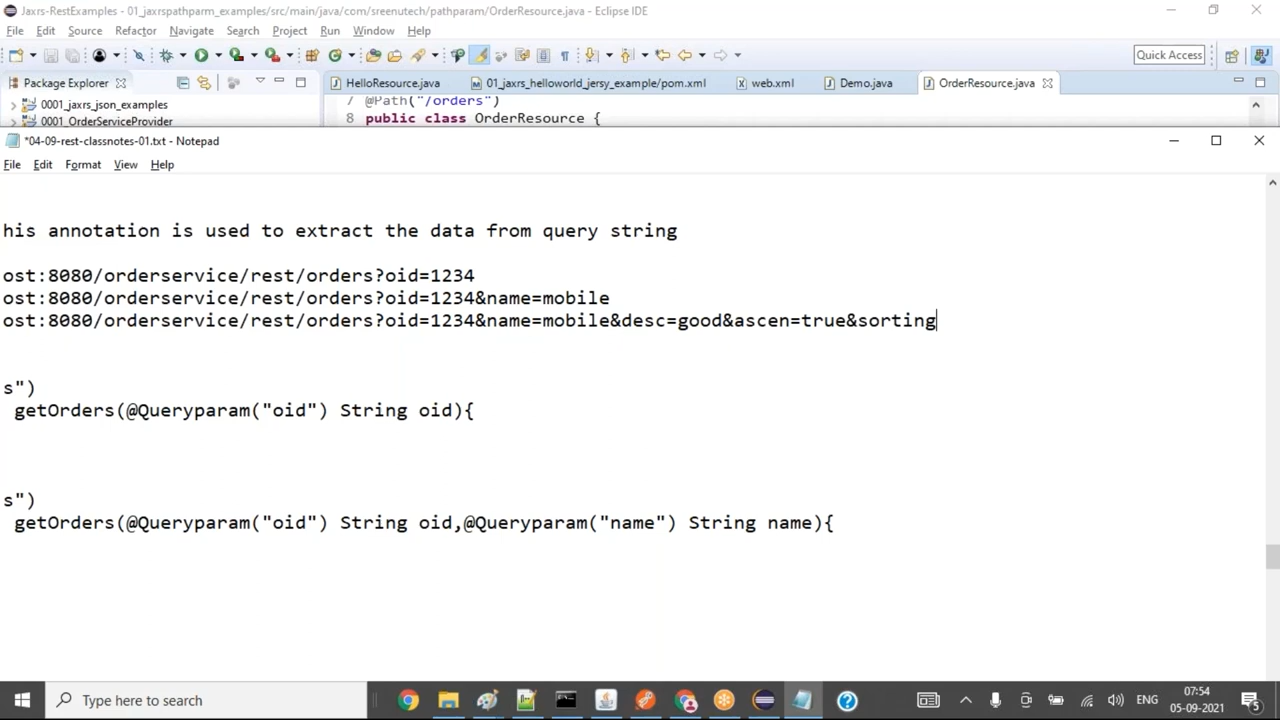 Jaxrs-RestExamples - 01_jaxrspathparm_examples/src/main/java/com/sreenutech/pathparam/OrderResource.java - Eclipse IDE
File Edit Source Refactor Navigate Search Project Run Window Help
Quick Access
Package Explorer HelloResource.java 01_jaxrs_helloworld_jersy_example/pom.xml web.xml Demo.java OrderResource.java
0001_jaxrs_json_examples 7 @Path("/orders")
0001_OrderServiceProvider 8 public class OrderResource {
*04-09-rest-classnotes-01.txt - Notepad
File Edit Format View Help
his annotation is used to extract the data from query string
ost:8080/orderservice/rest/orders?oid=1234
ost:8080/orderservice/rest/orders?oid=1234&name=mobile
ost:8080/orderservice/rest/orders?oid=1234&name=mobile&desc=good&ascen=true&sorting
s")
getOrders(@Queryparam("oid") String oid){
s")
getOrders(@Queryparam("oid") String oid,@Queryparam("name") String name){
Type here to search
ENG
07:54
05-09-2021
5